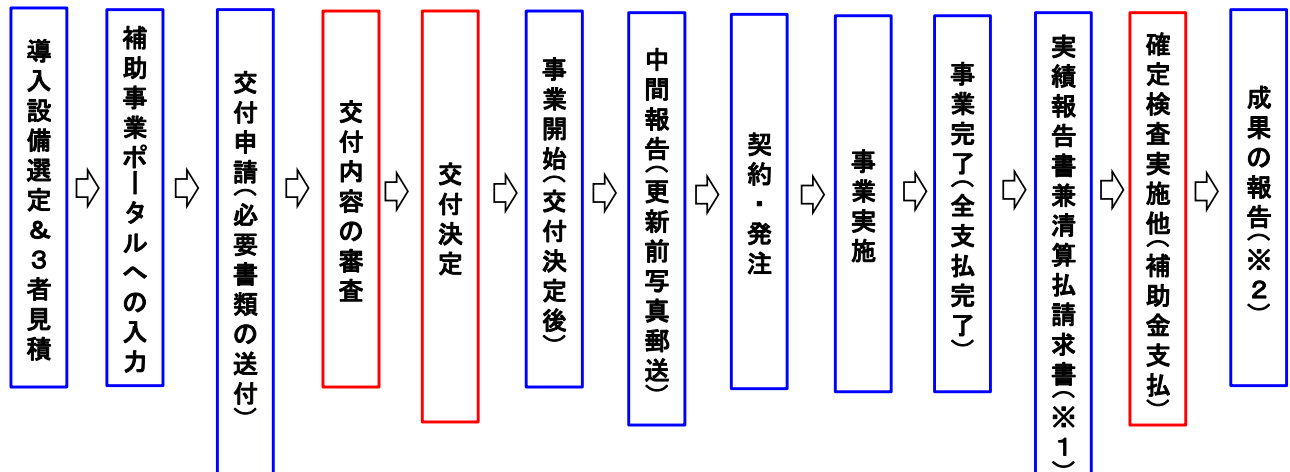 導入設備選定&3者見積
補助事業ポータルへの入力
交付申請(必要書類の送付)
交付内容の審査
交付決定
事業開始(交付決定後)
中間報告(更新前写真郵送)
契約・発注
事業実施
事業完了(全支払完了)
実績報告書兼清算払請求書(※1)
確定検査実施他(補助金支払)
成果の報告(※2)